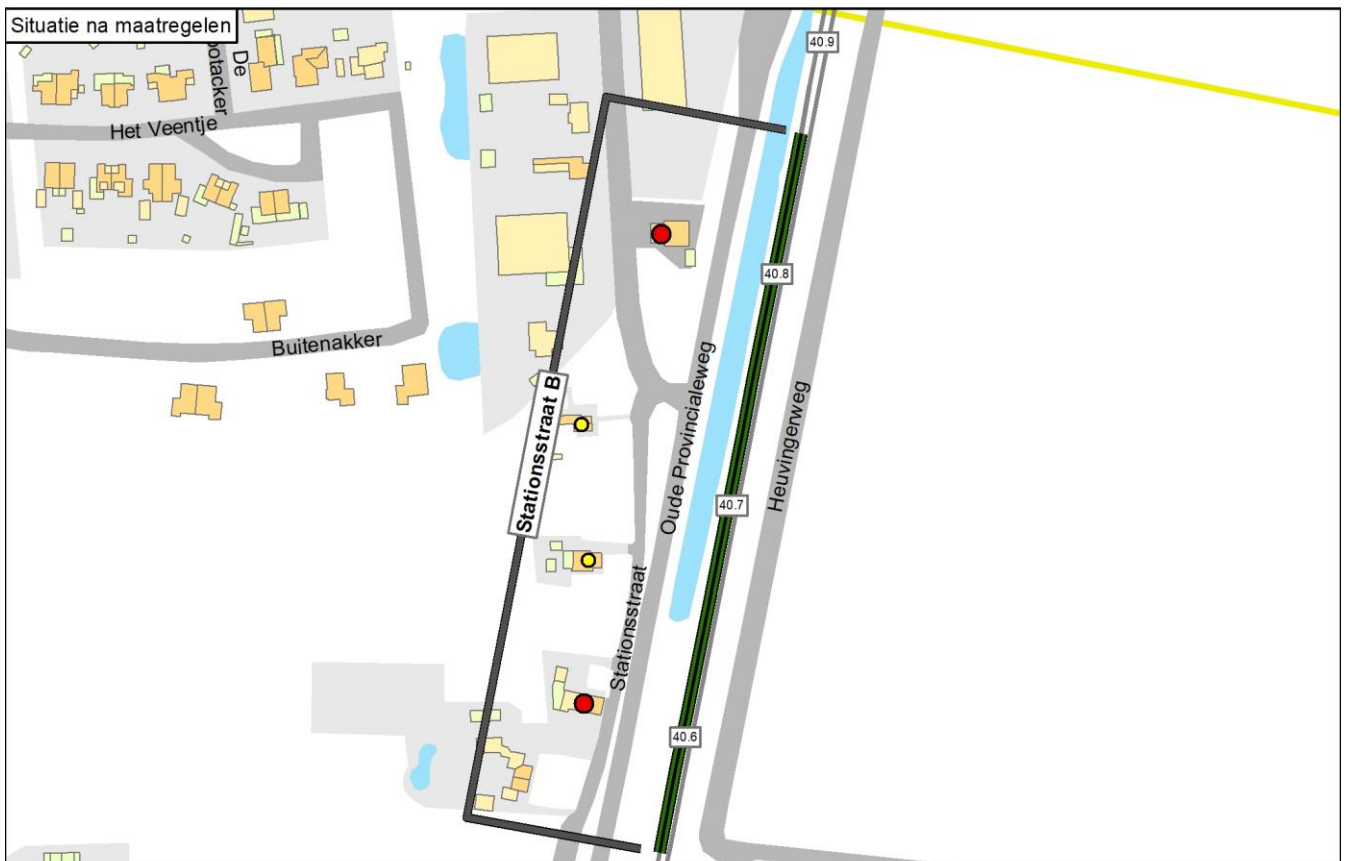 Situatie na maatregelen
40.9
De
ootacker
Het Veentje
40.8
Buitenakker
Stationsstraat B
Oude Provincialeweg
Heuvingerweg
40.7
Stationsstraat
40.6